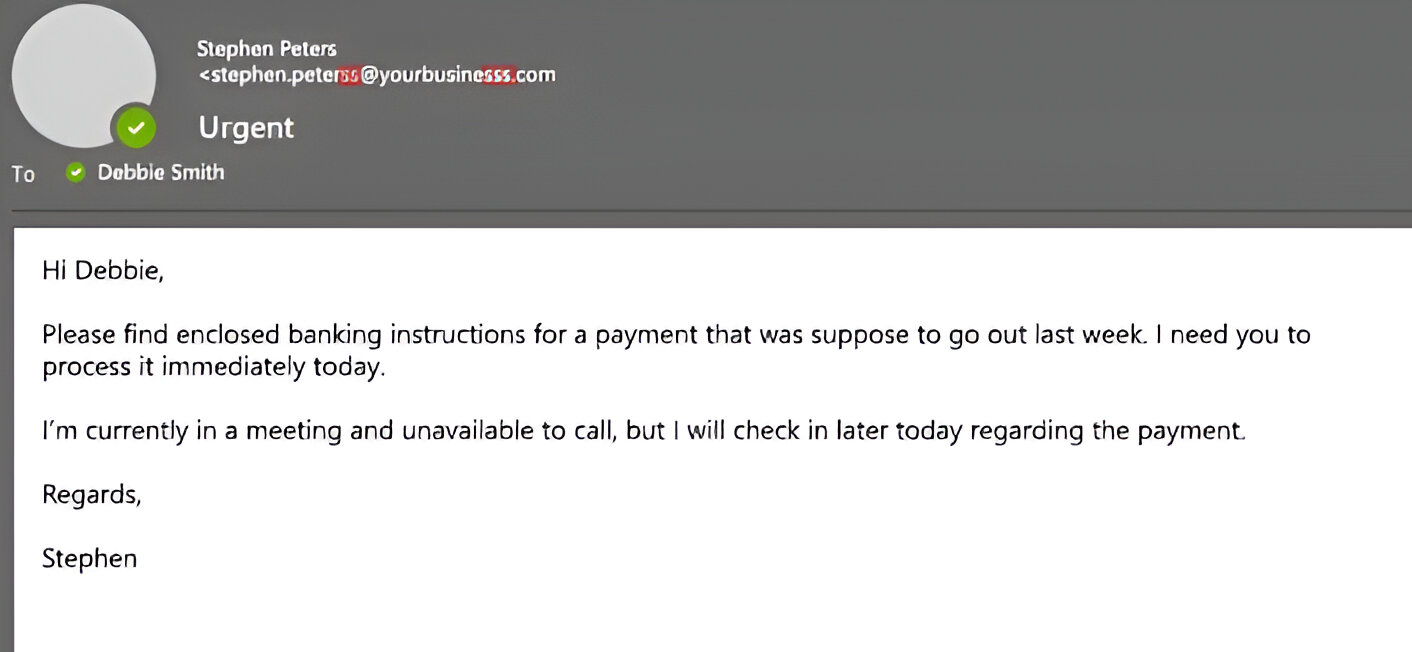 Stephen Peters
<stephen.peterss@yourbusinesss.com
Urgent
To Debbie Smith
Hi Debbie,
Please find enclosed banking instructions for a payment that was suppose to go out last week. I need you to
process it immediately today.
I'm currently in a meeting and unavailable to call, but I will check in later today regarding the payment.
Regards,
Stephen